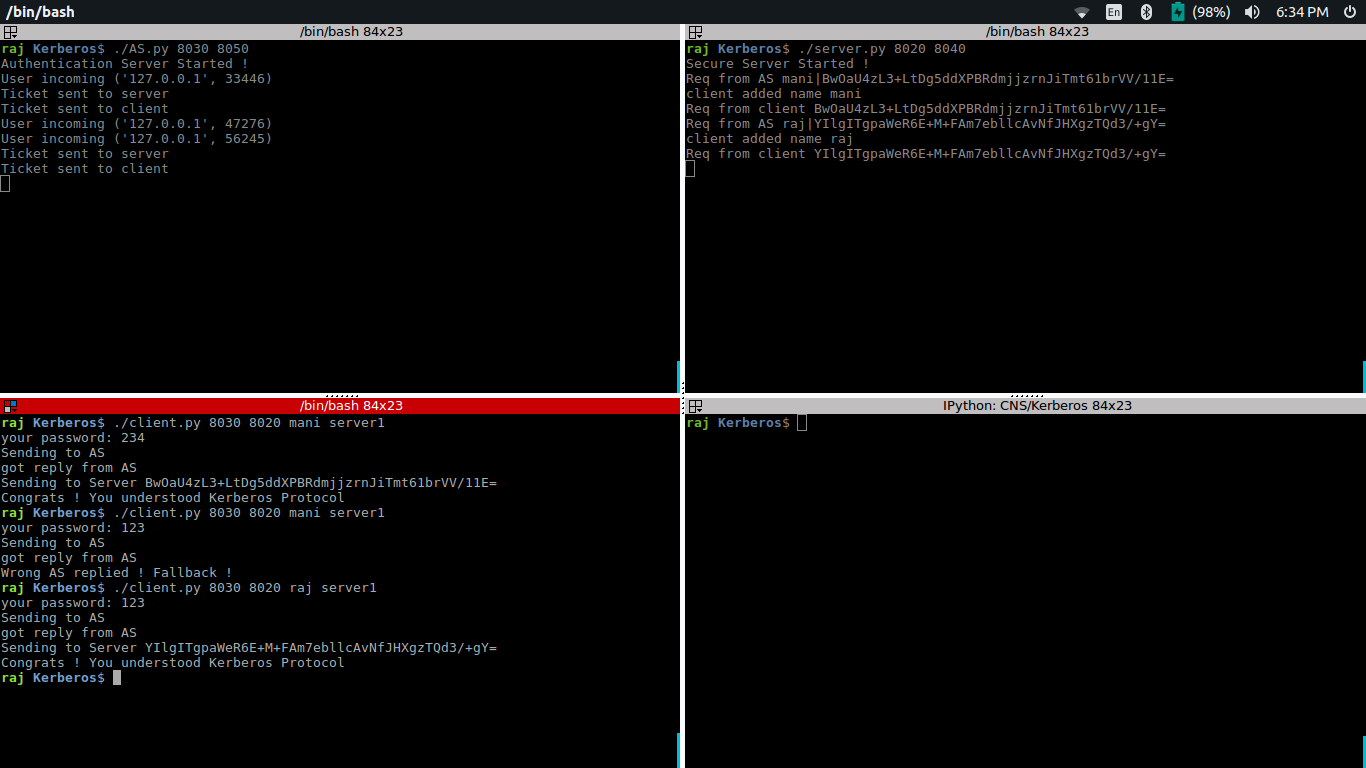 /bin/bash
En
(98%)
6:34 PM
/bin/bash 84x23
raj Kerberos$ ./AS.py 8030 8050
Authentication Server Started !
User incoming ('127.0.0.1', 33446)
Ticket sent to server
Ticket sent to client
User incoming ('127.0.0.1', 47276)
User incoming ('127.0.0.1', 56245)
Ticket sent to server
Ticket sent to client
/bin/bash 84x23
raj Kerberos$ ./server.py 8020 8040
Secure Server Started !
Req from AS mani|BwOaU4zL3+LtDg5ddXPBRdmjjzrnJiTmt61brVV/11E=
client added name mani
Req from client BwOaU4zL3+LtDg5ddXPBRdmjjzrnJiTmt61brVV/11E=
Req from AS raj|YIlgITgpaWeR6E+M+FAm7ebllcAvNfJHXgzTQd3/+gY=
client added name raj
Req from client YIlgITgpaWeR6E+M+FAm7ebllcAvNfJHXgzTQd3/+gY=
/bin/bash 84x23
raj Kerberos$ ./client.py 8030 8020 mani server1
your password: 234
Sending to AS
got reply from AS
Sending to Server BwOaU4zL3+LtDg5ddXPBRdmjjzrnJiTmt61brVV/11E=
Congrats ! You understood Kerberos Protocol
raj Kerberos$ ./client.py 8030 8020 mani server1
your password: 123
Sending to AS
got reply from AS
Wrong AS replied ! Fallback !
raj Kerberos$ ./client.py 8030 8020 raj server1
your password: 123
Sending to AS
got reply from AS
Sending to Server YIlgITgpaWeR6E+M+FAm7ebllcAvNfJHXgzTQd3/+gY=
Congrats ! You understood Kerberos Protocol
raj Kerberos$
IPython: CNS/Kerberos 84x23
raj Kerberos$